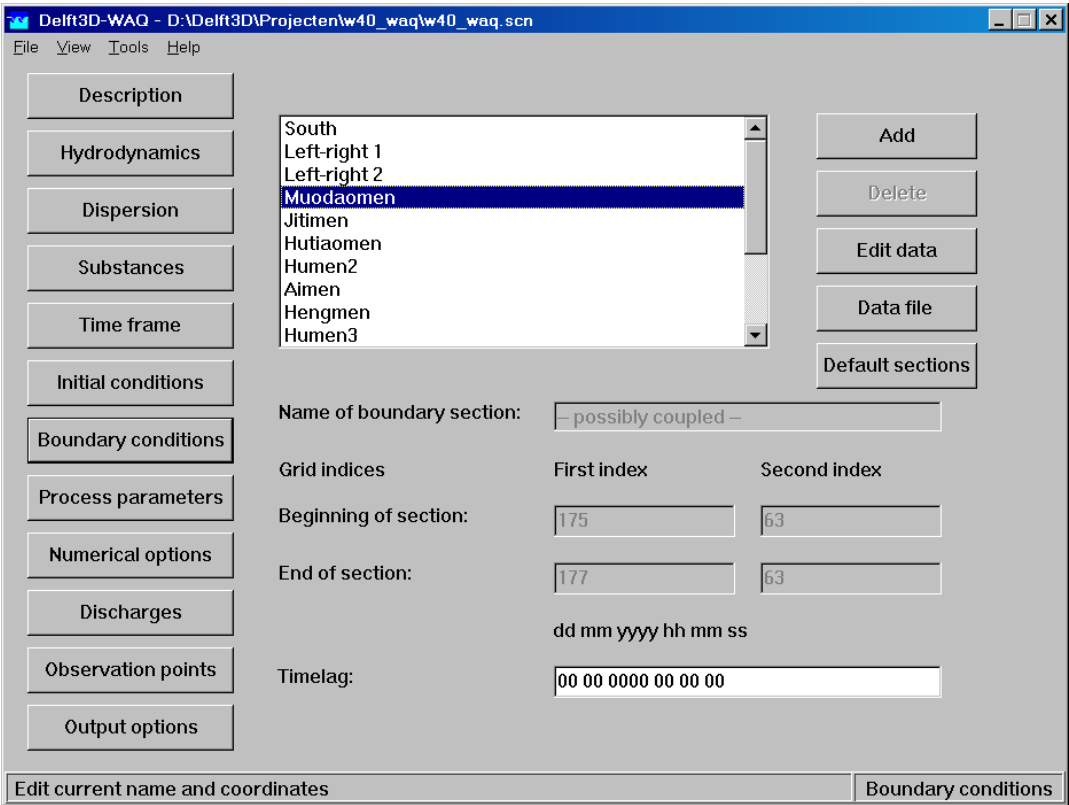 Delft3D-WAQ - D:\Delft3D\Projecten\w40_waq\w40_waq.scn
File View Tools Help
Description
Hydrodynamics
Dispersion
Substances
Time frame
Initial conditions
Boundary conditions
Process parameters
Numerical options
Discharges
Observation points
Output options
South
Left-right 1
Left-right 2
Muodaomen
Jitimen
Hutiaomen
Humen2
Aimen
Hengmen
Humen3
Add
Delete
Edit data
Data file
Default sections
Name of boundary section: -- possibly coupled --
Grid indices First index Second index
Beginning of section: 175 63
End of section: 177 63
dd mm yyyy hh mm ss
Timelag: 00 00 0000 00 00 00
Edit current name and coordinates Boundary conditions